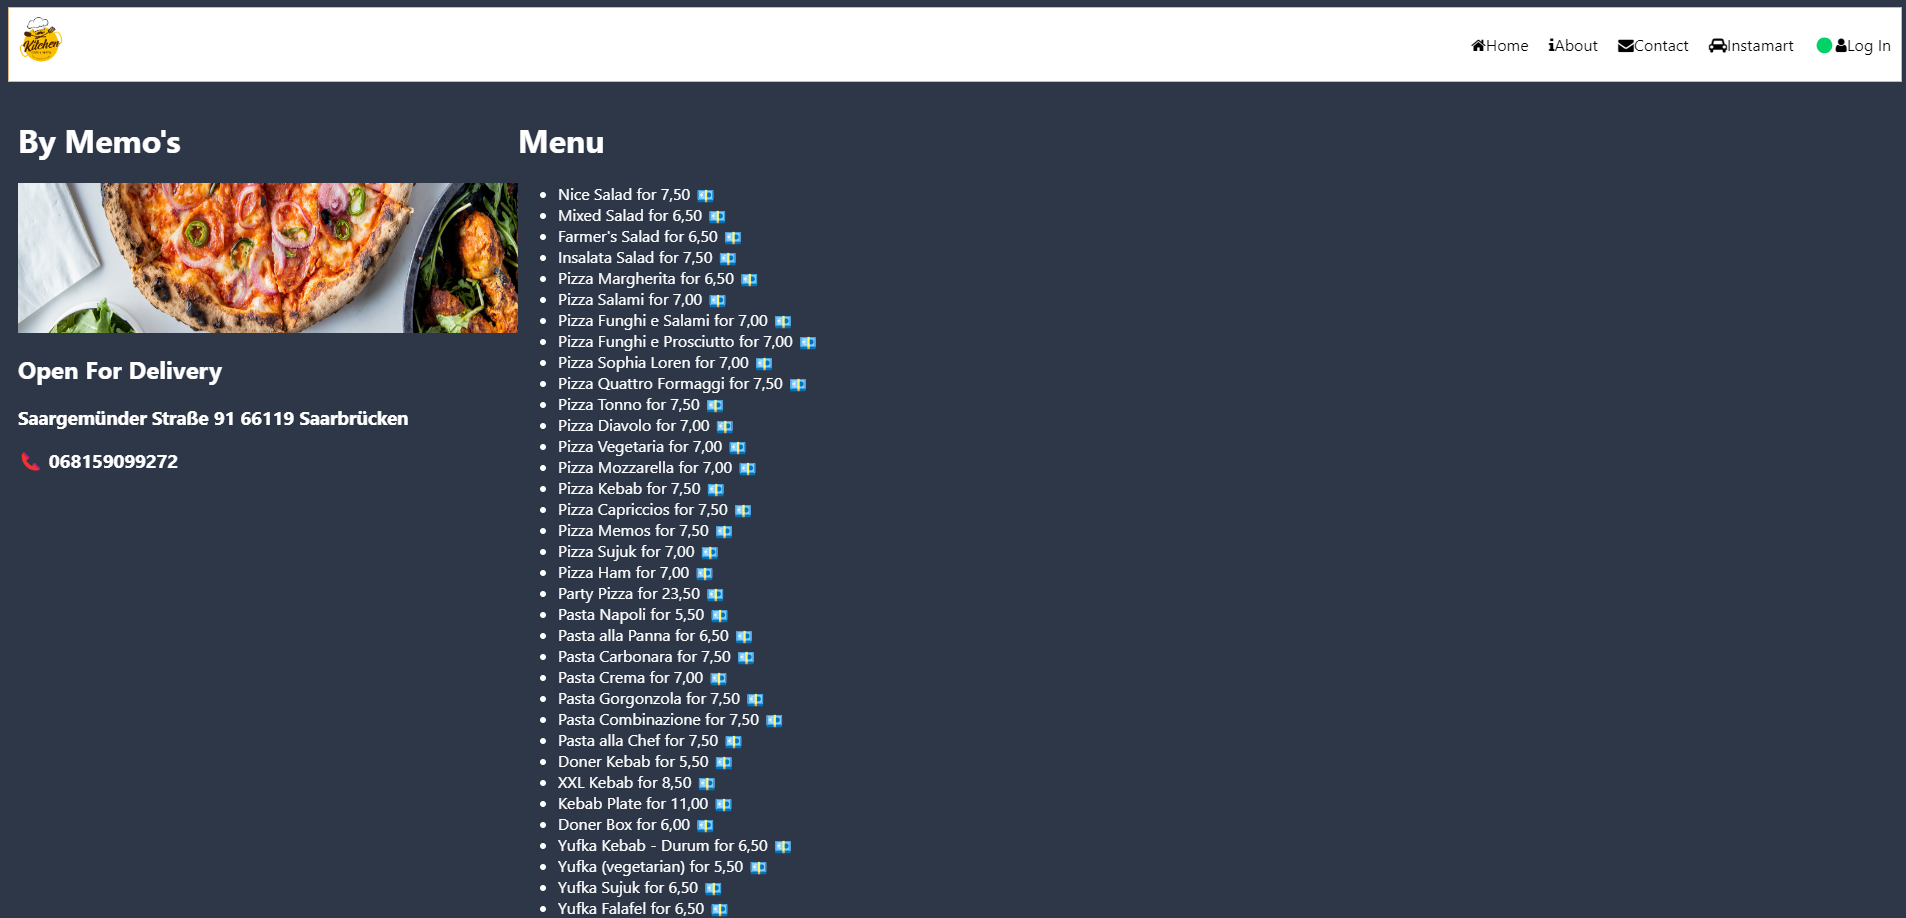 Kitchen
Home
About
Contact
Instamart
Log In
By Memo's
Open For Delivery
Saargemünder Straße 91 66119 Saarbrücken
068159099272
Menu
Nice Salad for 7,50
Mixed Salad for 6,50
Farmer's Salad for 6,50
Insalata Salad for 7,50
Pizza Margherita for 6,50
Pizza Salami for 7,00
Pizza Funghi e Salami for 7,00
Pizza Funghi e Prosciutto for 7,00
Pizza Sophia Loren for 7,00
Pizza Quattro Formaggi for 7,50
Pizza Tonno for 7,50
Pizza Diavolo for 7,00
Pizza Vegetaria for 7,00
Pizza Mozzarella for 7,00
Pizza Kebab for 7,50
Pizza Capriccios for 7,50
Pizza Memos for 7,50
Pizza Sujuk for 7,00
Pizza Ham for 7,00
Party Pizza for 23,50
Pasta Napoli for 5,50
Pasta alla Panna for 6,50
Pasta Carbonara for 7,50
Pasta Crema for 7,00
Pasta Gorgonzola for 7,50
Pasta Combinazione for 7,50
Pasta alla Chef for 7,50
Doner Kebab for 5,50
XXL Kebab for 8,50
Kebab Plate for 11,00
Doner Box for 6,00
Yufka Kebab - Durum for 6,50
Yufka (vegetarian) for 5,50
Yufka Sujuk for 6,50
Yufka Falafel for 6,50